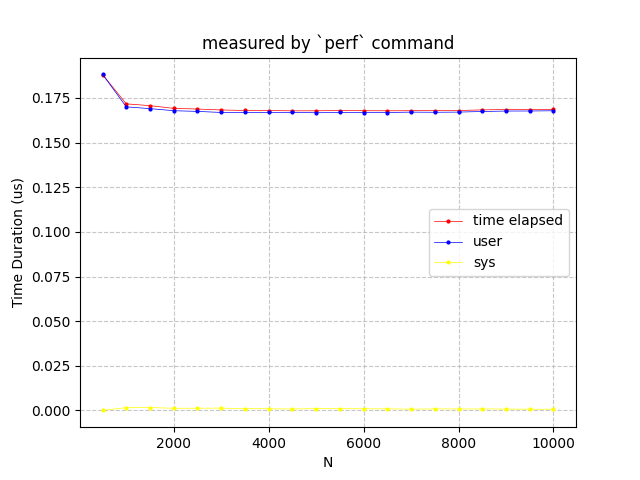 measured by `perf` command
Time Duration (us)
0.175
0.150
0.125
0.100
0.075
0.050
0.025
0.000
time elapsed
user
sys
2000 4000 6000 8000 10000
N